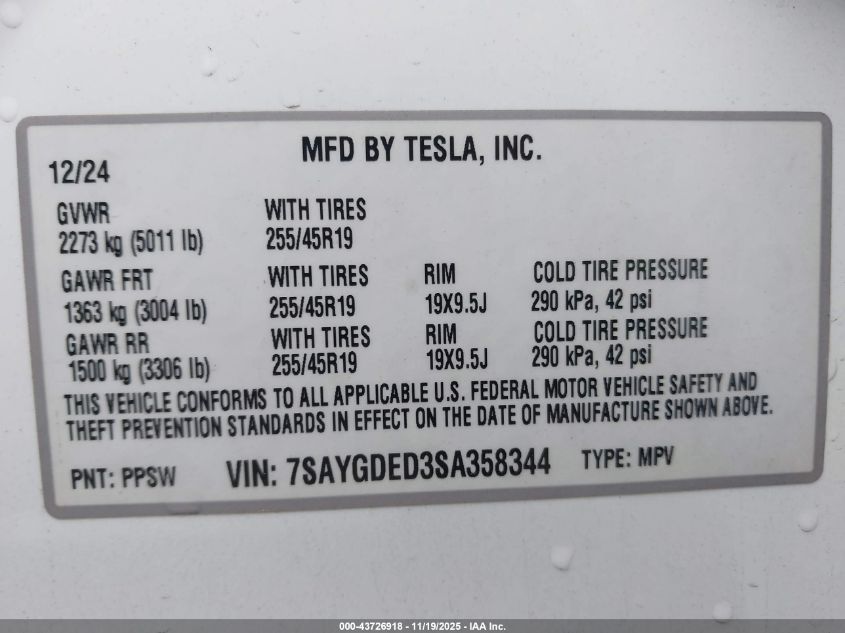 MFD BY TESLA, INC.
12/24
GVWR WITH TIRES
2273 kg (5011 lb) 255/45R19
GAWR FRT WITH TIRES RIM COLD TIRE PRESSURE
1363 kg (3004 lb) 255/45R19 19X9.5J 290 kPa, 42 psi
GAWR RR WITH TIRES RIM COLD TIRE PRESSURE
1500 kg (3306 lb) 255/45R19 19X9.5J 290 kPa, 42 psi
THIS VEHICLE CONFORMS TO ALL APPLICABLE U.S. FEDERAL MOTOR VEHICLE SAFETY AND
THEFT PREVENTION STANDARDS IN EFFECT ON THE DATE OF MANUFACTURE SHOWN ABOVE.
PNT: PPSW VIN: 7SAYGDED3SA358344 TYPE: MPV
000-43726918 - 11/19/2025 - IAA Inc.